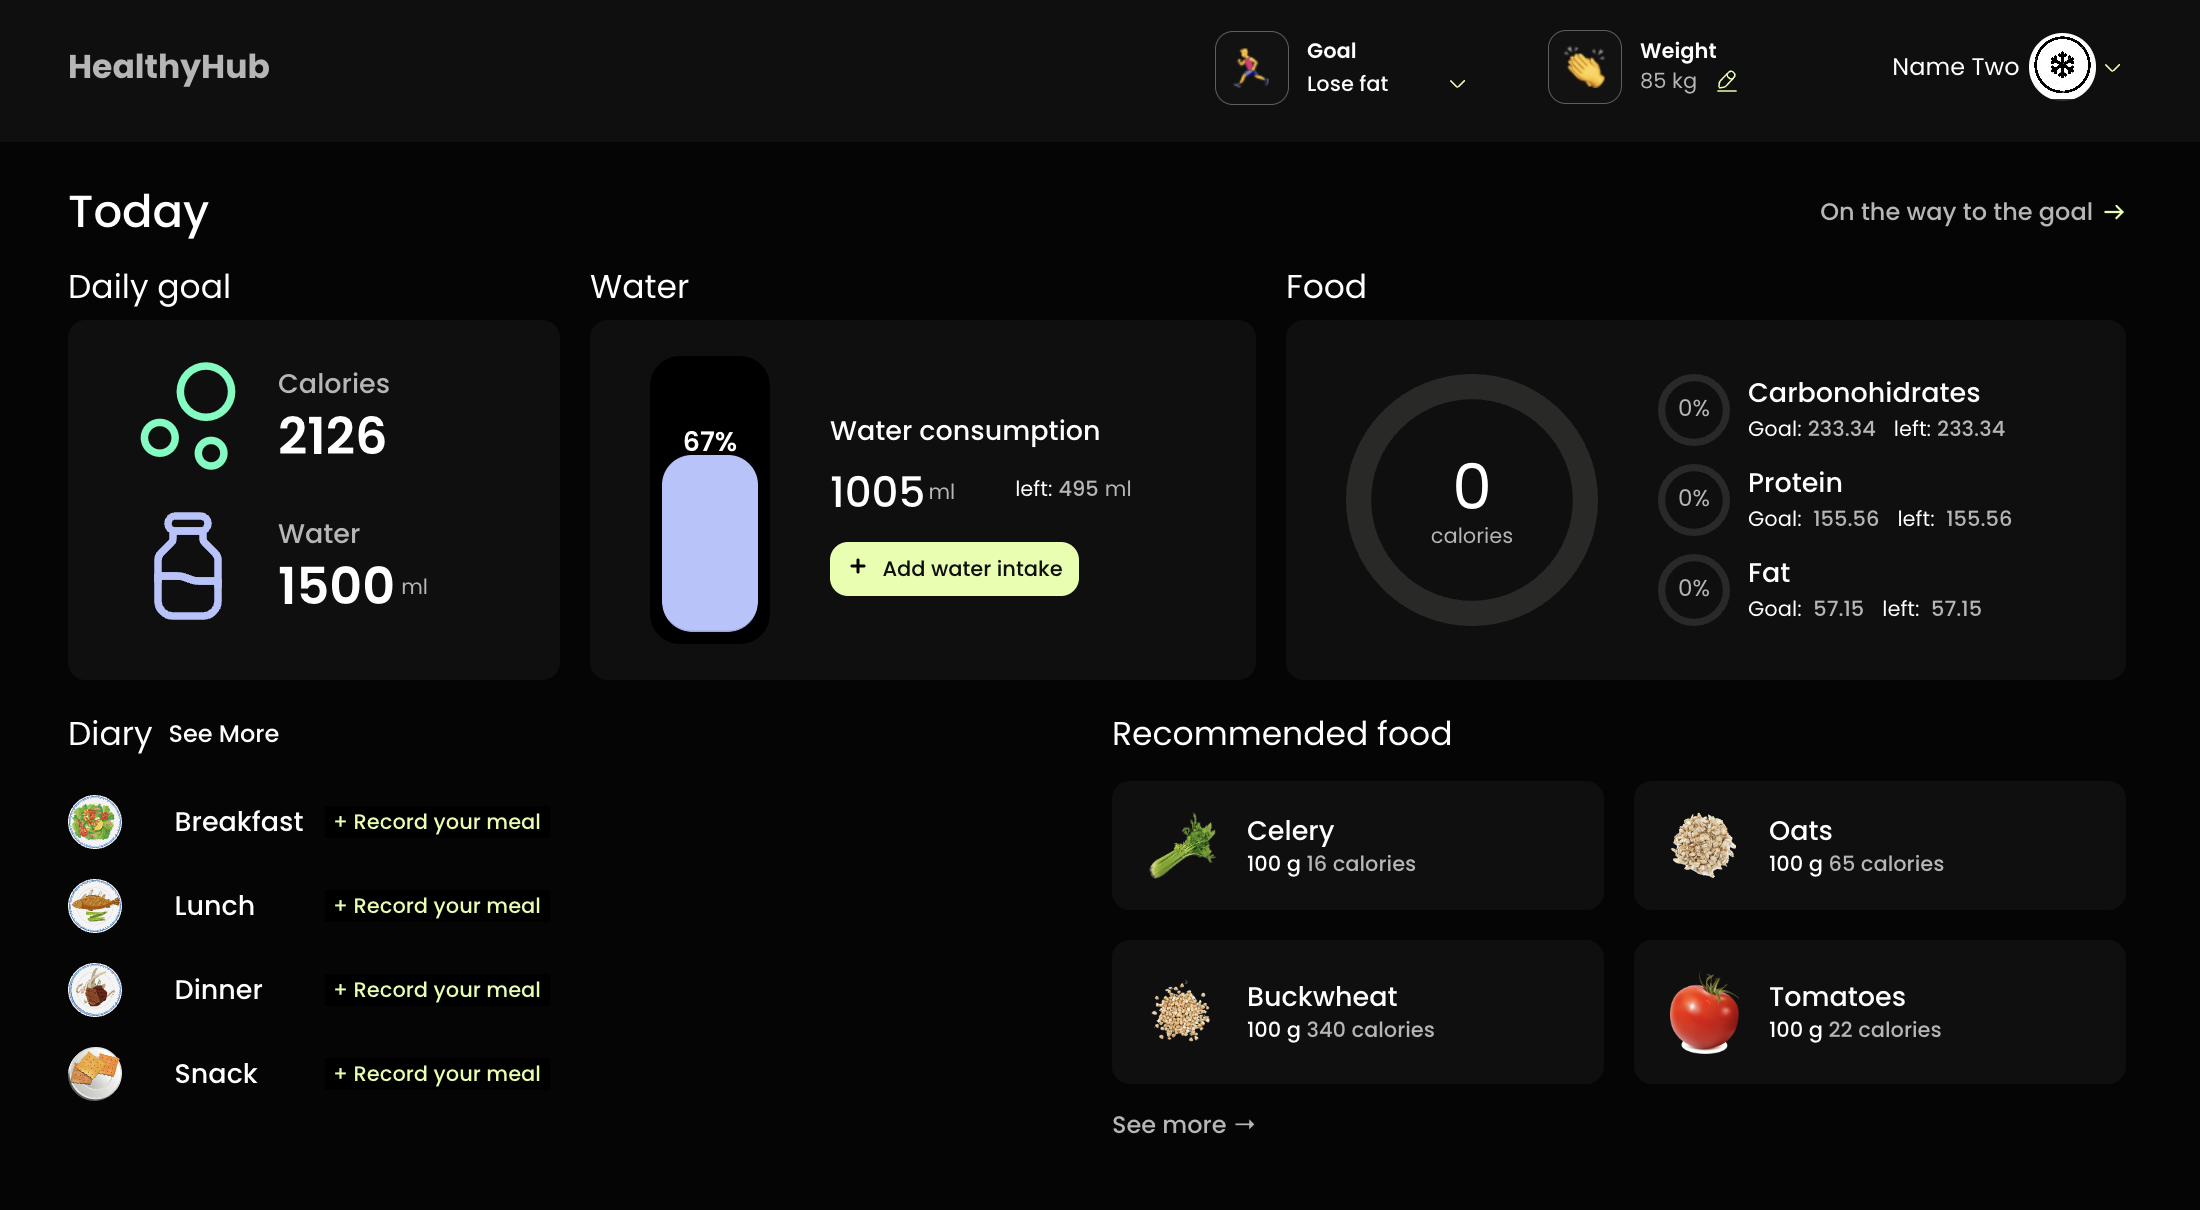 HealthyHub
Goal
Lose fat
Weight
85 kg
Name Two
Today
On the way to the goal →
Daily goal
Calories
2126
Water
1500 ml
Water
67%
Water consumption
1005 ml left: 495 ml
+ Add water intake
Food
0
calories
0%
Carbonohidrates
Goal: 233.34 left: 233.34
0%
Protein
Goal: 155.56 left: 155.56
0%
Fat
Goal: 57.15 left: 57.15
Diary See More
Breakfast + Record your meal
Lunch + Record your meal
Dinner + Record your meal
Snack + Record your meal
Recommended food
Celery
100 g 16 calories
Oats
100 g 65 calories
Buckwheat
100 g 340 calories
Tomatoes
100 g 22 calories
See more →